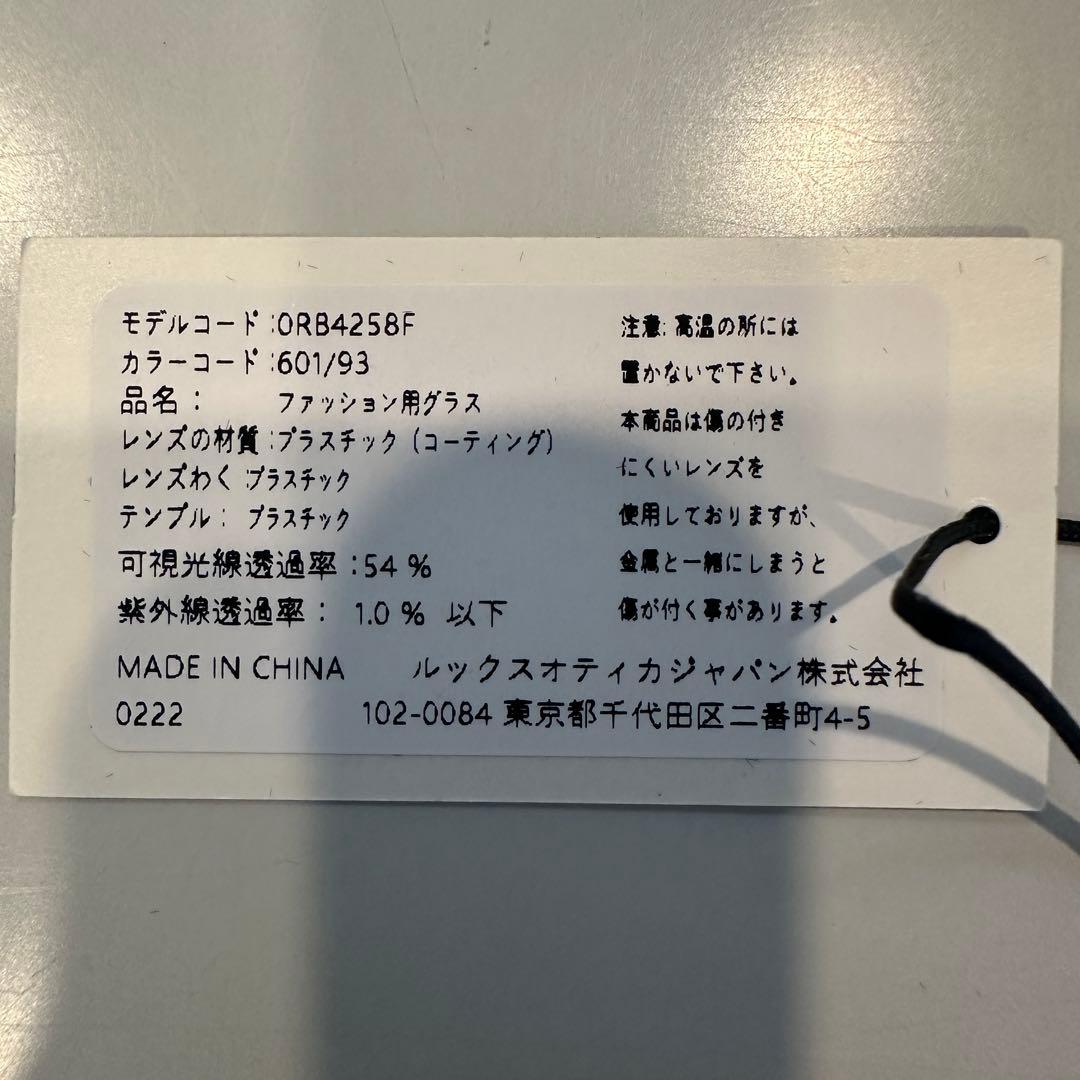 モデルコード:0RB4258F
カラーコード:601/93
品名: ファッション用グラス
レンズの材質:プラスチック(コーティング)
レンズわく:プラスチック
テンプル: プラスチック
可視光線透過率:54 %
紫外線透過率: 1.0 % 以下
注意:高温の所には
置かないで下さい。
本商品は傷の付き
にくいレンズを
使用しておりますが、
金属と一緒にしまうと
傷が付く事があります。
MADE IN CHINA ルックスオティカジャパン株式会社
0222 102-0084 東京都千代田区二番町4-5